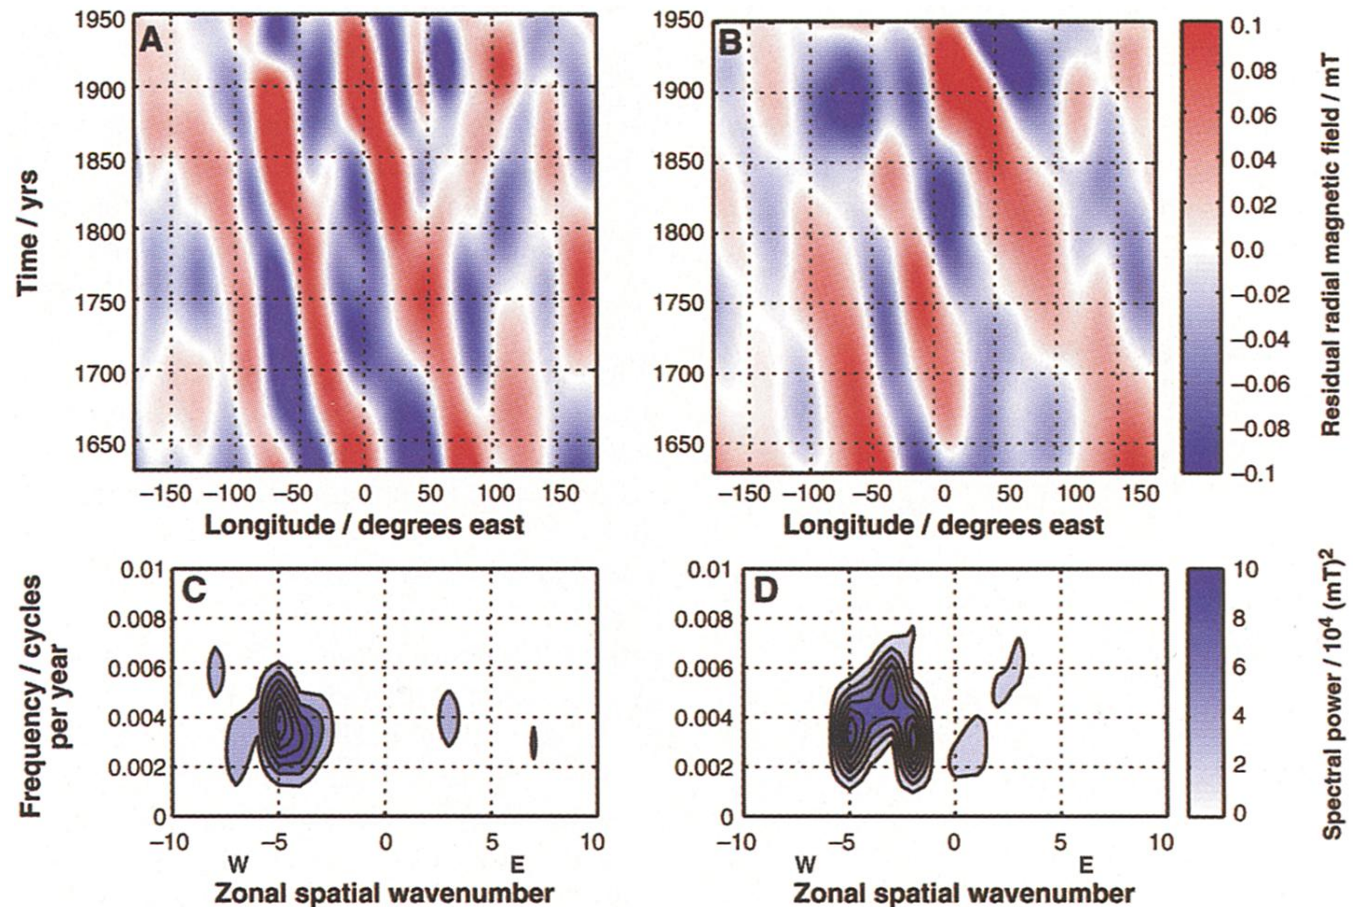 A
B
1950
1900
1850
1800
1750
1700
1650
Time / yrs
−150 −100 −50 0 50 100 150
Longitude / degrees east
1950
1900
1850
1800
1750
1700
1650
−150 −100 −50 0 50 100 150
Longitude / degrees east
0.1
0.08
0.06
0.04
0.02
0.0
−0.02
−0.04
−0.06
−0.08
−0.1
Residual radial magnetic field / mT
C
D
0.01
0.008
0.006
0.004
0.002
0
Frequency / cycles
per year
−10 −5 0 5 10
W E
Zonal spatial wavenumber
0.01
0.008
0.006
0.004
0.002
0
−10 −5 0 5 10
W E
Zonal spatial wavenumber
10
8
6
4
2
0
Spectral power / 10⁴ (mT)²